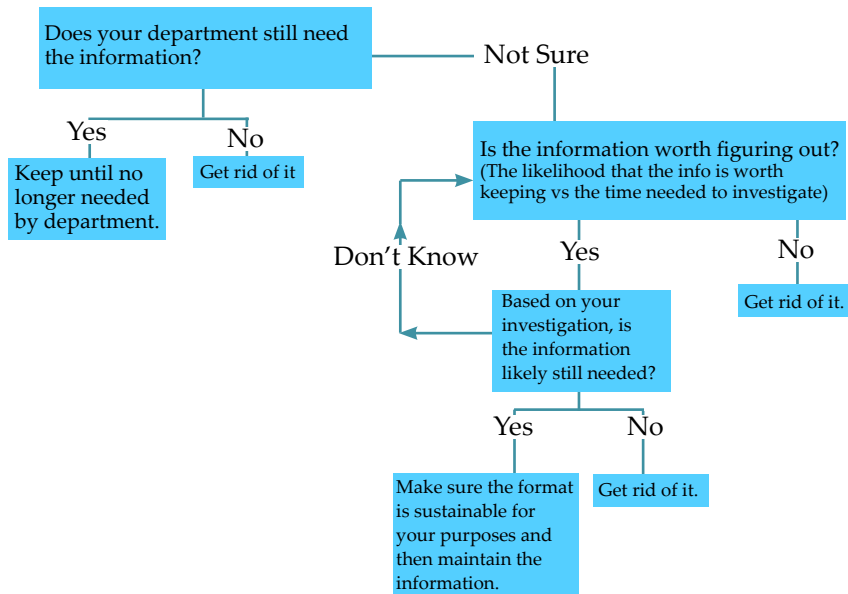 Does your department still need
the information?
Not Sure
Yes
No
Keep until no
longer needed
by department.
Get rid of it
Is the information worth figuring out?
(The likelihood that the info is worth
keeping vs the time needed to investigate)
Don't Know
Yes
No
Get rid of it.
Based on your
investigation, is
the information
likely still needed?
Yes
No
Make sure the format
is sustainable for
your purposes and
then maintain the
information.
Get rid of it.